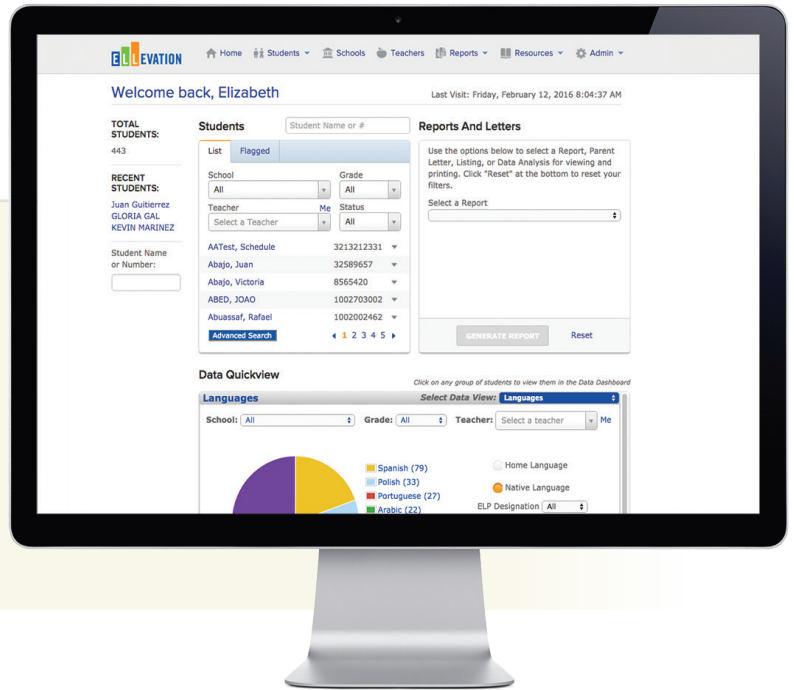 ELLEVATION
Home Students Schools Teachers Reports Resources Admin
Welcome back, Elizabeth
Last Visit: Friday, February 12, 2016 8:04:37 AM
TOTAL
STUDENTS:
443
RECENT
STUDENTS:
Juan Guitierrez
GLORIA GAL
KEVIN MARINEZ
Student Name
or Number:
Students
Student Name or #
List Flagged
School Grade
All All
Teacher Me Status
Select a Teacher All
AATest, Schedule 3213212331
Abajo, Juan 32589657
Abajo, Victoria 8565420
ABED, JOAO 1002703002
Abuassaf, Rafael 1002002462
Advanced Search 1 2 3 4 5
Reports And Letters
Use the options below to select a Report, Parent
Letter, Listing, or Data Analysis for viewing and
printing. Click "Reset" at the bottom to reset your
filters.
Select a Report
GENERATE REPORT Reset
Data Quickview
Click on any group of students to view them in the Data Dashboard
Languages Select Data View: Languages
School: All Grade: All Teacher: Select a teacher Me
Spanish (79)
Polish (33)
Portuguese (27)
Arabic (22)
Home Language
Native Language
ELP Designation All